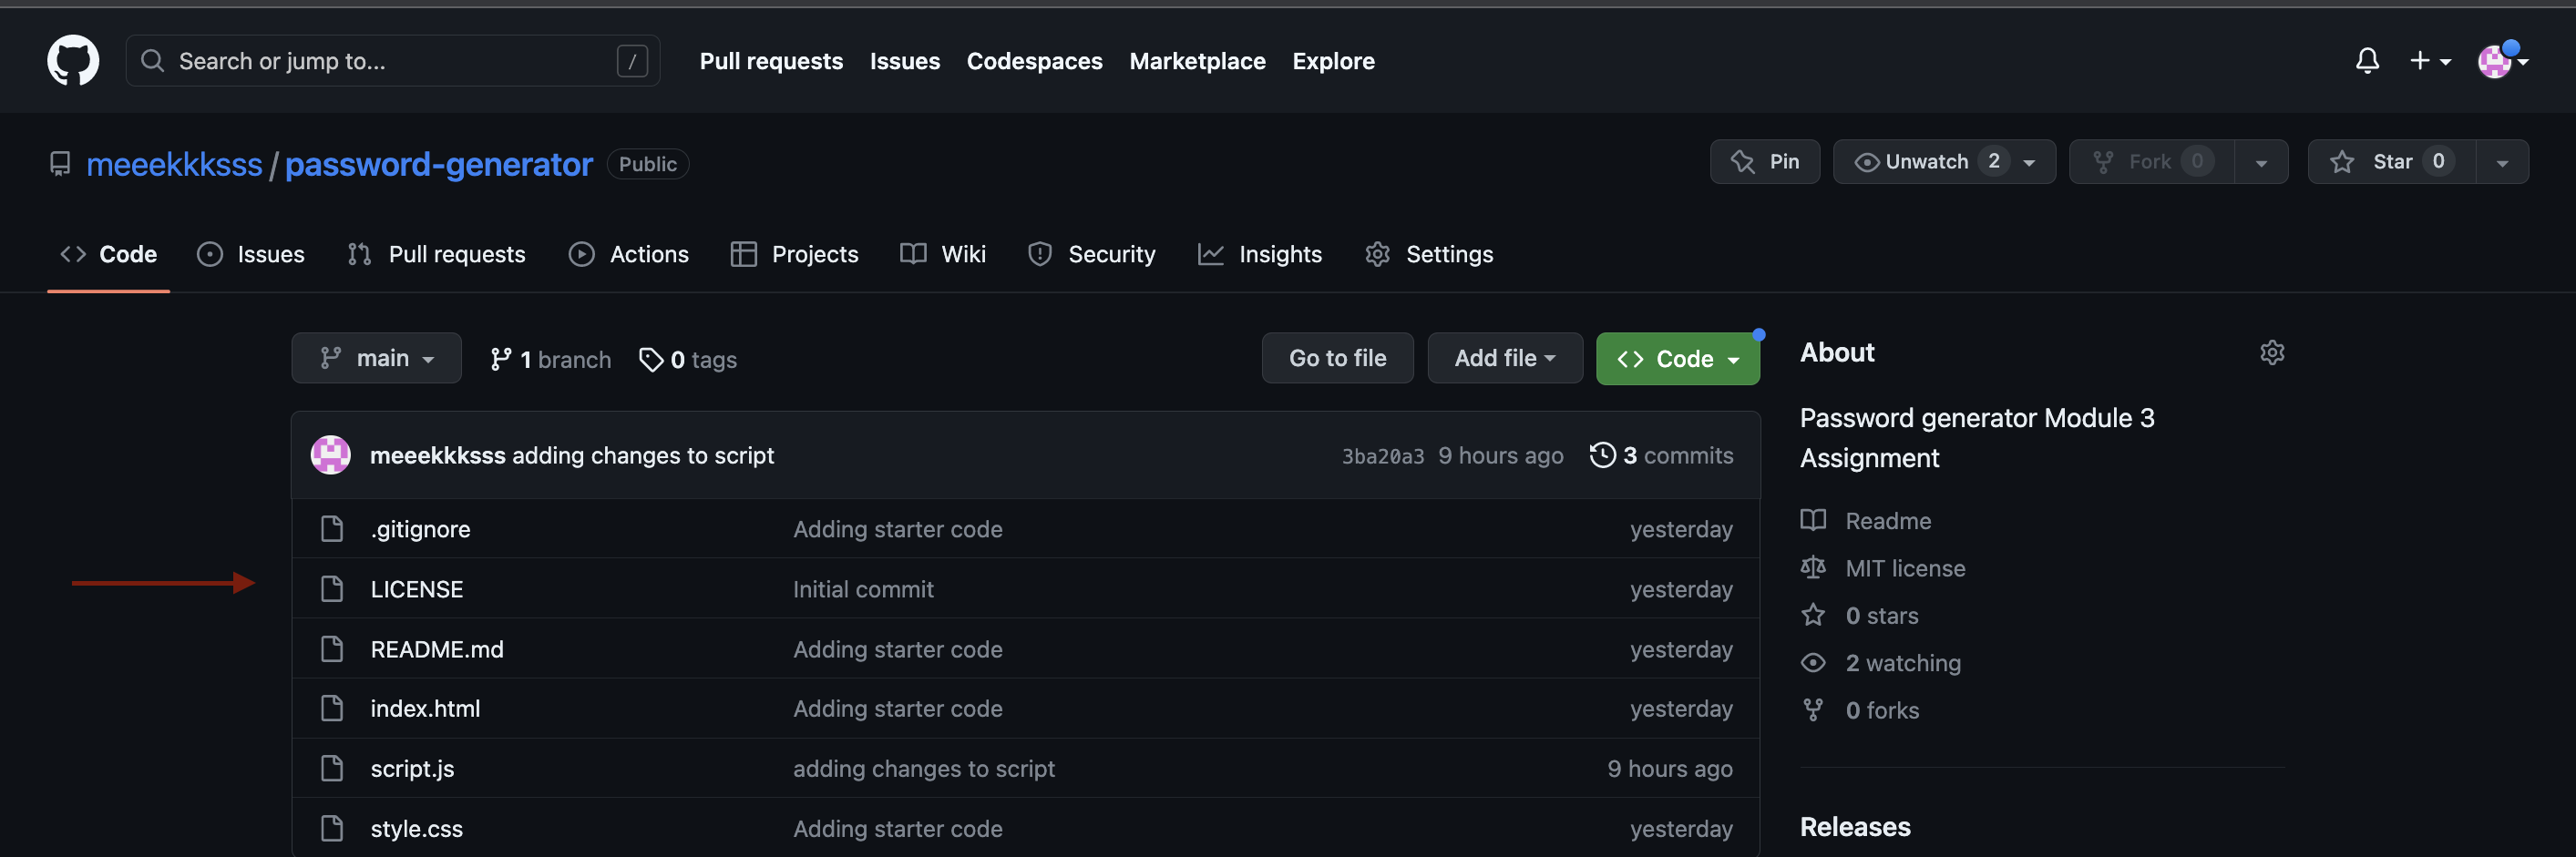 Search or jump to... /
Pull requests Issues Codespaces Marketplace Explore
meeekkksss / password-generator Public
Pin Unwatch 2 Fork 0 Star 0
Code Issues Pull requests Actions Projects Wiki Security Insights Settings
main 1 branch 0 tags Go to file Add file Code
meeekkksss adding changes to script 3ba20a3 9 hours ago 3 commits
.gitignore Adding starter code yesterday
LICENSE Initial commit yesterday
README.md Adding starter code yesterday
index.html Adding starter code yesterday
script.js adding changes to script 9 hours ago
style.css Adding starter code yesterday
About
Password generator Module 3
Assignment
Readme
MIT license
0 stars
2 watching
0 forks
Releases